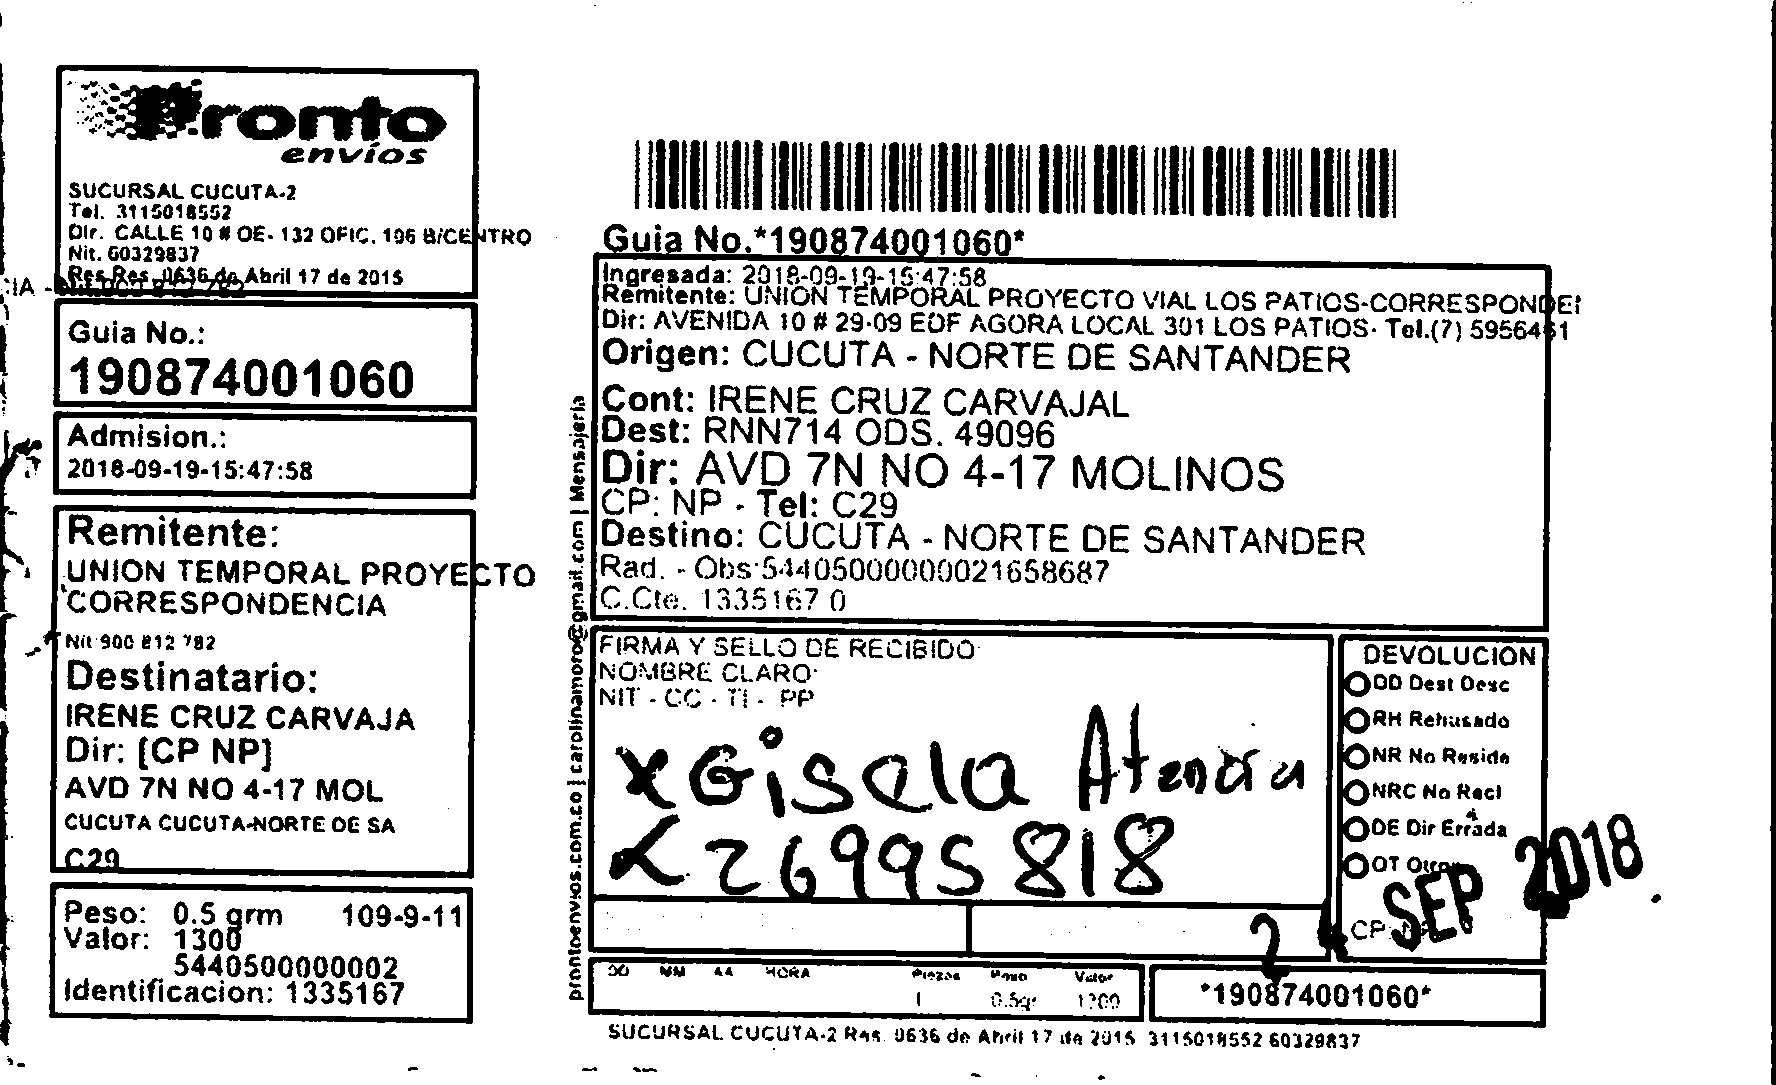 Pronto
envíos
SUCURSAL CUCUTA-2
Tel. 3115018552
Dir. CALLE 10 # OE- 132 OFIC. 106 B/CENTRO
Nit. 60329837
Res.Res. 0636 de Abril 17 de 2015
Guia No.:
190874001060
Admision.:
2018-09-19-15:47:58
Remitente:
UNION TEMPORAL PROYECTO
CORRESPONDENCIA
Nit 900 812 782
Destinatario:
IRENE CRUZ CARVAJA
Dir: [CP NP]
AVD 7N NO 4-17 MOL
CUCUTA CUCUTA-NORTE DE SA
C29
Peso: 0.5 grm 109-9-11
Valor: 1300
5440500000002
Identificacion: 1335167
prontoenvios.com.co | carolinamoro@gmail.com | Mensajeria
Guia No.*190874001060*
Ingresada: 2018-09-19-15:47:58
Remitente: UNION TEMPORAL PROYECTO VIAL LOS PATIOS-CORRESPONDE
Dir: AVENIDA 10 # 29-09 EDF AGORA LOCAL 301 LOS PATIOS- Tel.(7) 5956461
Origen: CUCUTA - NORTE DE SANTANDER
Cont: IRENE CRUZ CARVAJAL
Dest: RNN714 ODS. 49096
Dir: AVD 7N NO 4-17 MOLINOS
CP: NP - Tel: C29
Destino: CUCUTA - NORTE DE SANTANDER
Rad. - Obs:544050000000021658687
C.Cte. 1335167 0
FIRMA Y SELLO DE RECIBIDO
NOMBRE CLARO:
NIT - CC - TI - PP
x Gisela Atencia
26995818
DEVOLUCION
DD Dest Desc
RH Rehusado
NR No Reside
NRC No Recl
DE Dir Errada
OT Otros
CP
SEP 2018
DD MM AA HORA Piezas Peso Valor
1 0.5gr 1300
*190874001060*
SUCURSAL CUCUTA-2 Res. 0636 de Abril 17 de 2015 3115018552 60329837